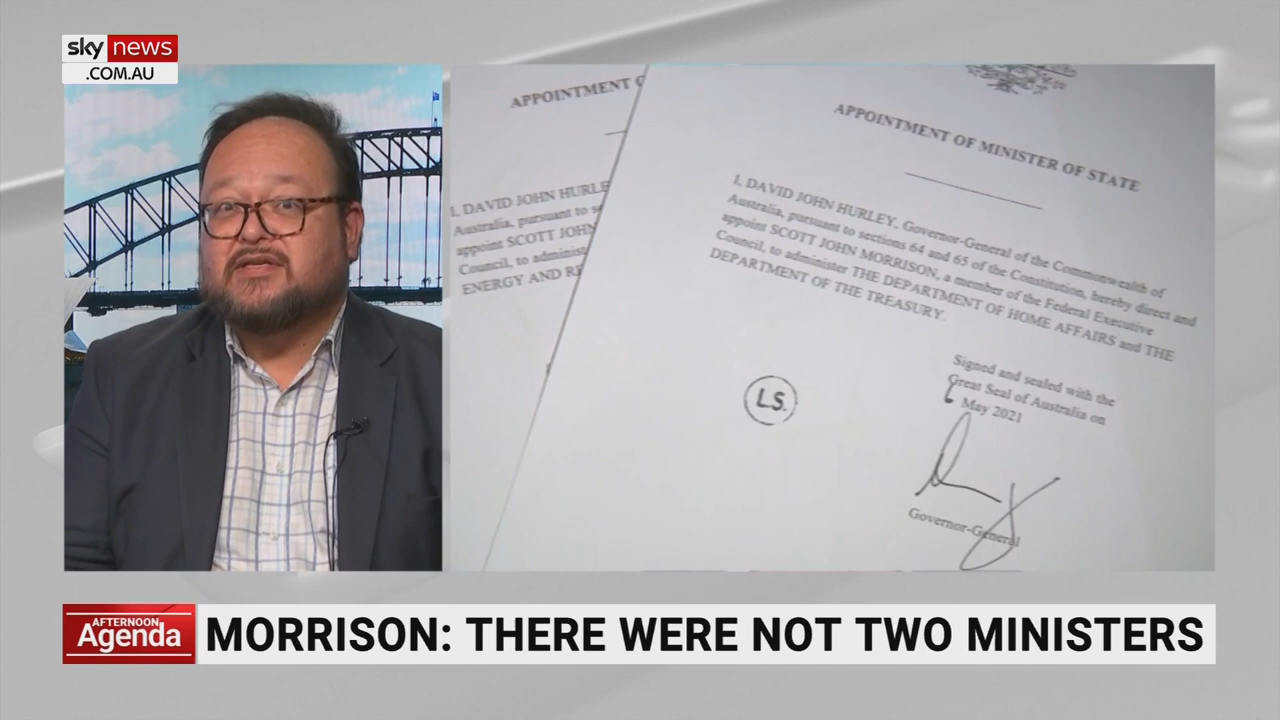 sky news
.COM.AU
APPOINTMENT O
I, DAVID JOHN HURLE
Australia, pursuant to s
appoint SCOTT JOHN
Council, to administ
ENERGY AND RE
APPOINTMENT OF MINISTER OF STATE
I, DAVID JOHN HURLEY, Governor-General of the Commonwealth of
Australia, pursuant to sections 64 and 65 of the Constitution, hereby direct and
appoint SCOTT JOHN MORRISON, a member of the Federal Executive
Council, to administer THE DEPARTMENT OF HOME AFFAIRS and THE
DEPARTMENT OF THE TREASURY.
Signed and sealed with the
Great Seal of Australia on
6 May 2021
L.S.
Governor-General
AFTERNOON
Agenda
MORRISON: THERE WERE NOT TWO MINISTERS